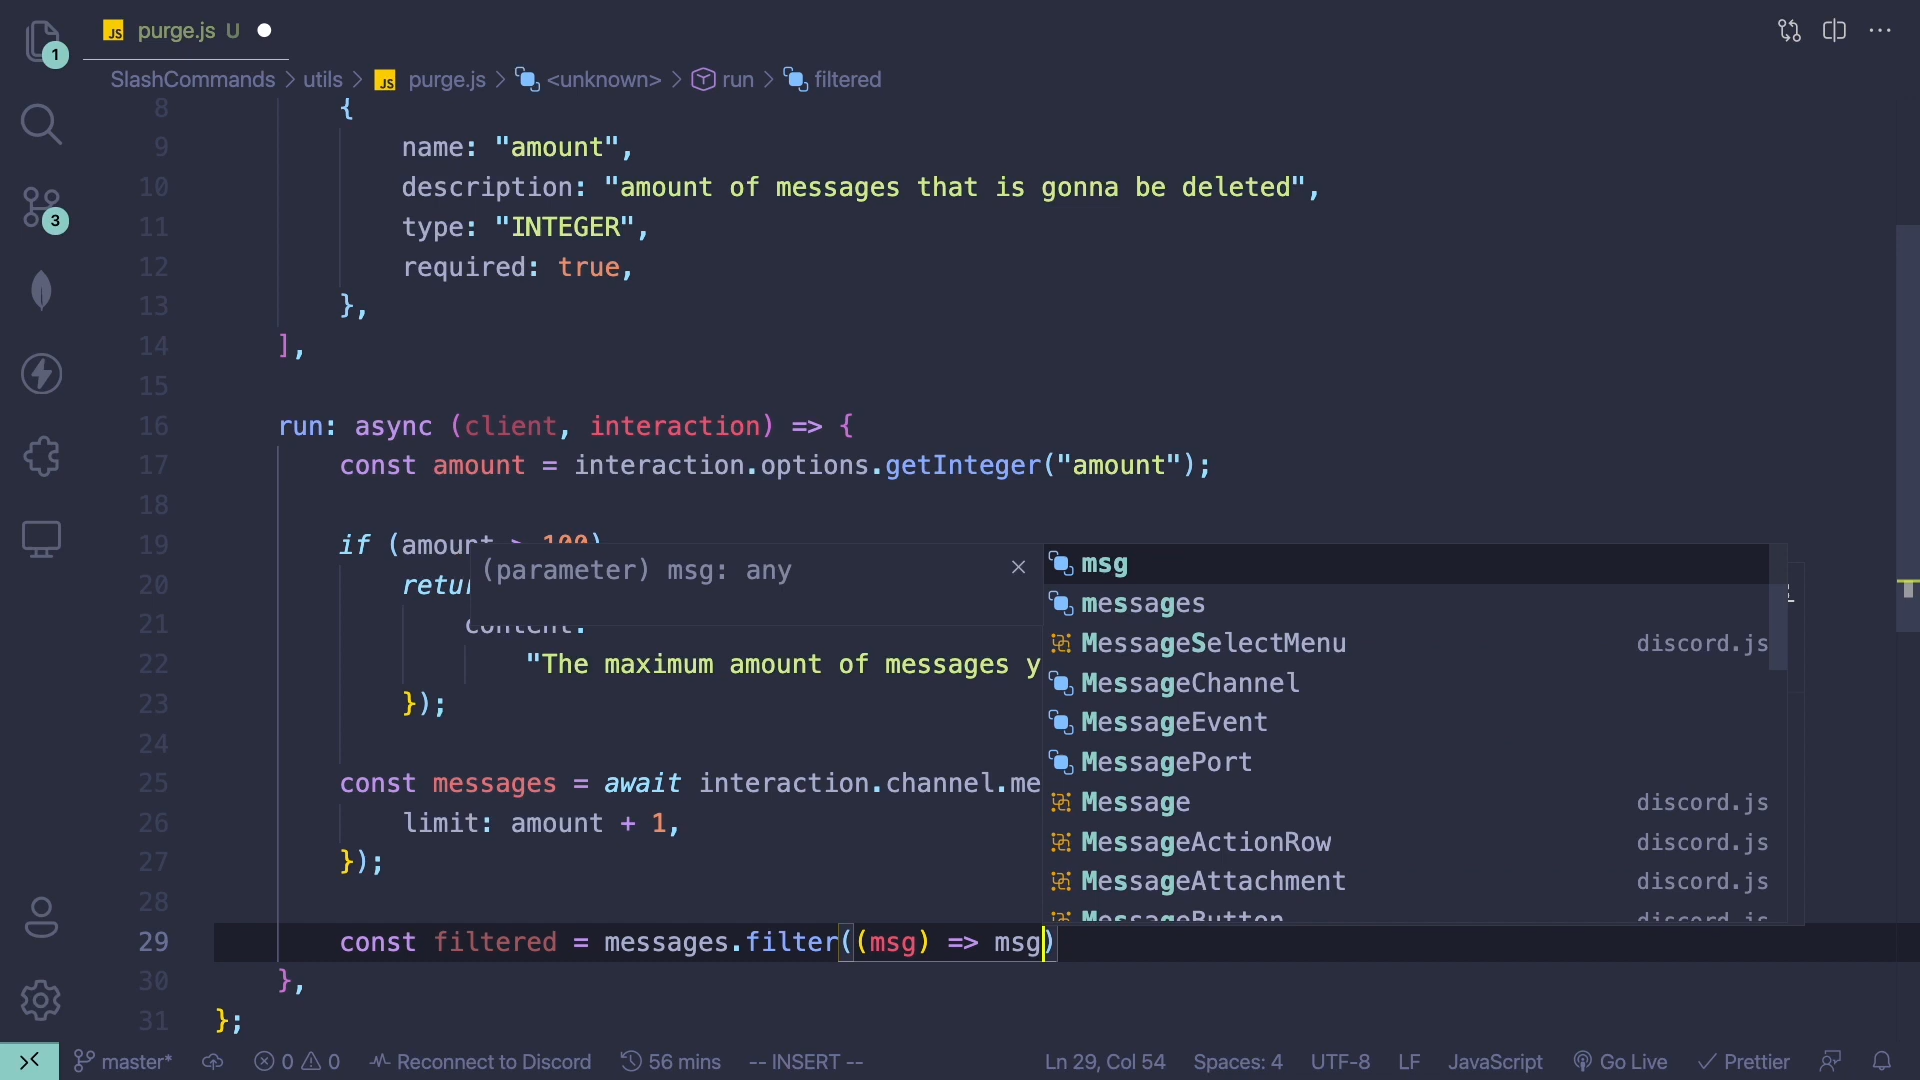 JS purge.js U
SlashCommands > utils > JS purge.js > <unknown> > run > filtered
1
3
8 {
9 name: "amount",
10 description: "amount of messages that is gonna be deleted",
11 type: "INTEGER",
12 required: true,
13 },
14 ],
15
16 run: async (client, interaction) => {
17 const amount = interaction.options.getInteger("amount");
18
19 if (amount > 100)
20 retur
21 content:
22 "The maximum amount of messages y
23 });
24
25 const messages = await interaction.channel.me
26 limit: amount + 1,
27 });
28
29 const filtered = messages.filter((msg) => msg)
30 },
31 };
(parameter) msg: any
msg
messages
MessageSelectMenu discord.js
MessageChannel
MessageEvent
MessagePort
Message discord.js
MessageActionRow discord.js
MessageAttachment discord.js
MessageButton discord.js
master* 0 0 Reconnect to Discord 56 mins -- INSERT -- Ln 29, Col 54 Spaces: 4 UTF-8 LF JavaScript Go Live Prettier